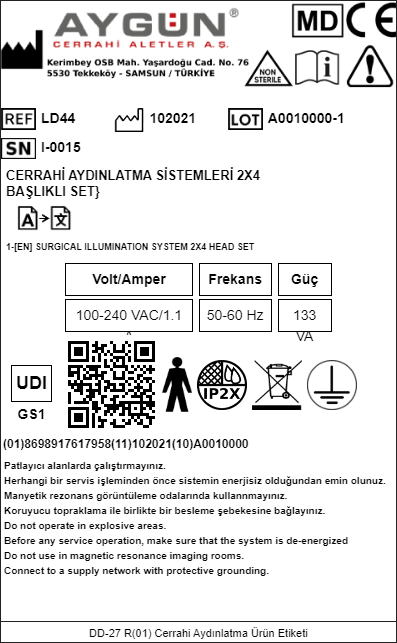 AYGÜN®
CERRAHİ ALETLER A.Ş.
MD
Kerimbey OSB Mah. Yaşardoğu Cad. No. 76
5530 Tekkeköy - SAMSUN / TÜRKİYE
NON
STERILE
REF LD44
102021
LOT A0010000-1
SN I-0015
CERRAHİ AYDINLATMA SİSTEMLERİ 2X4
BAŞLIKLI SET}
A
1-[EN] SURGICAL ILLUMINATION SYSTEM 2X4 HEAD SET
Volt/Amper Frekans Güç
100-240 VAC/1.1 50-60 Hz 133
VA
UDI
GS1
IP2X
(01)8698917617958(11)102021(10)A0010000
Patlayıcı alanlarda çalıştırmayınız.
Herhangi bir servis işleminden önce sistemin enerjisiz olduğundan emin olunuz.
Manyetik rezonans görüntüleme odalarında kullannmayınız.
Koruyucu topraklama ile birlikte bir besleme şebekesine bağlayınız.
Do not operate in explosive areas.
Before any service operation, make sure that the system is de-energized
Do not use in magnetic resonance imaging rooms.
Connect to a supply network with protective grounding.
DD-27 R(01) Cerrahi Aydınlatma Ürün Etiketi